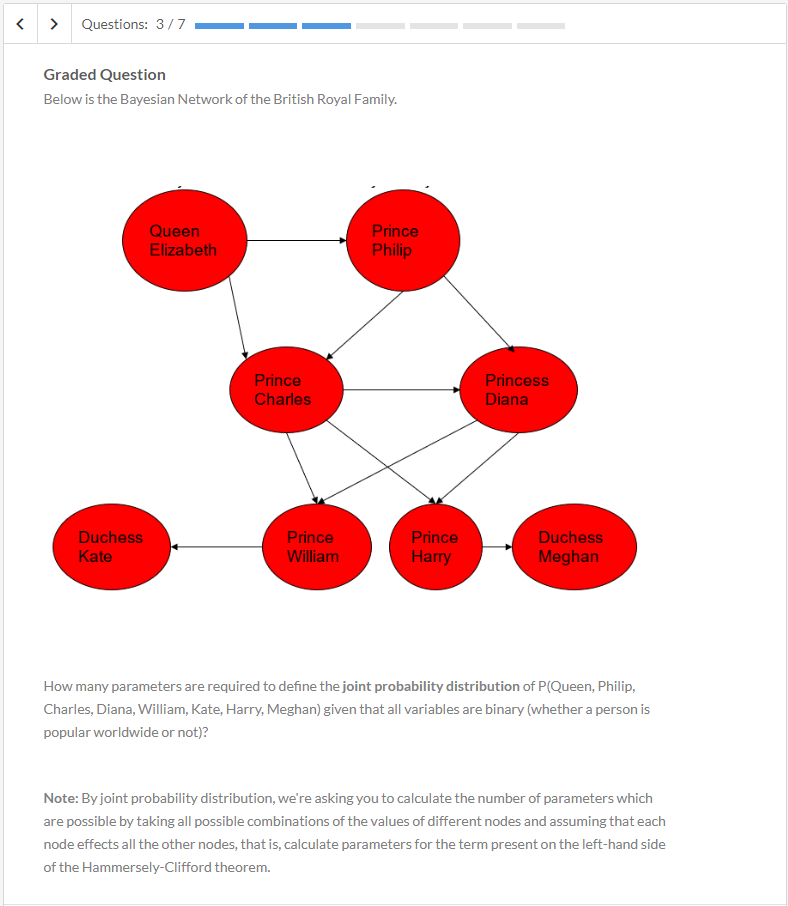 Questions: 3 / 7
Graded Question
Below is the Bayesian Network of the British Royal Family.
Queen
Elizabeth
Prince
Philip
Prince
Charles
Princess
Diana
Duchess
Kate
Prince
William
Prince
Harry
Duchess
Meghan
How many parameters are required to define the joint probability distribution of P(Queen, Philip,
Charles, Diana, William, Kate, Harry, Meghan) given that all variables are binary (whether a person is
popular worldwide or not)?
Note: By joint probability distribution, we're asking you to calculate the number of parameters which
are possible by taking all possible combinations of the values of different nodes and assuming that each
node effects all the other nodes, that is, calculate parameters for the term present on the left-hand side
of the Hammersely-Clifford theorem.